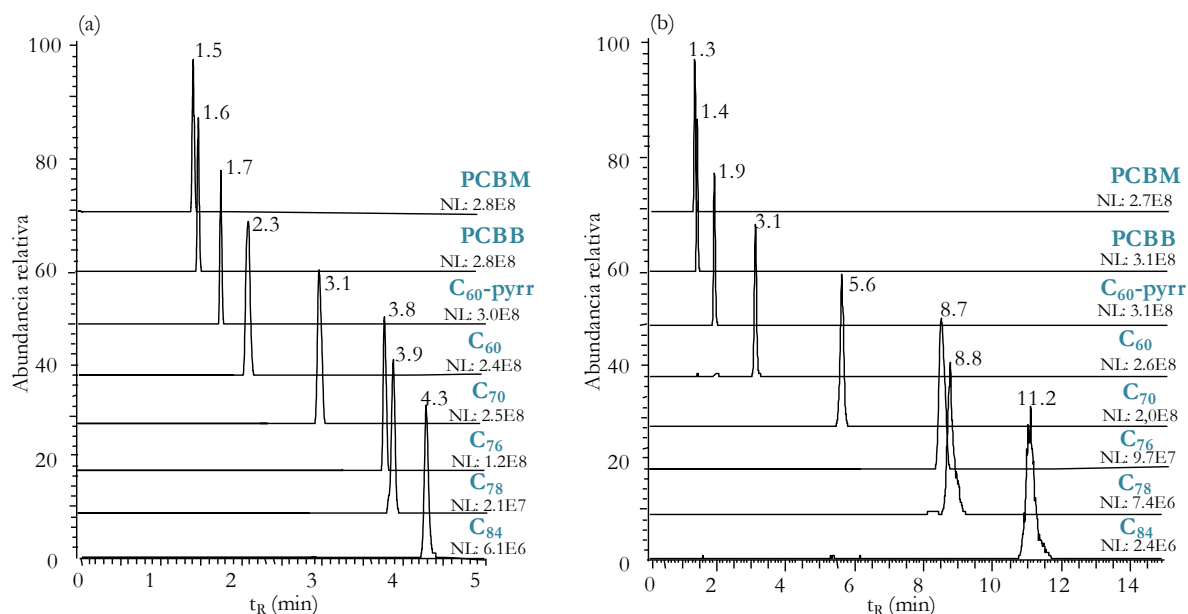 (a)
Abundancia relativa
100
80
60
40
20
0
1.5
1.6
1.7
2.3
3.1
3.8
3.9
4.3
PCBM
NL: 2.8E8
PCBB
NL: 2.8E8
C60-pyrr
NL: 3.0E8
C60
NL: 2.4E8
C70
NL: 2.5E8
C76
NL: 1.2E8
C78
NL: 2.1E7
C84
NL: 6.1E6
0 1 2 3 4 5
tR (min)
(b)
Abundancia relativa
100
80
60
40
20
0
1.3
1.4
1.9
3.1
5.6
8.7
8.8
11.2
PCBM
NL: 2.7E8
PCBB
NL: 3.1E8
C60-pyrr
NL: 3.1E8
C60
NL: 2.6E8
C70
NL: 2,0E8
C76
NL: 9.7E7
C78
NL: 7.4E6
C84
NL: 2.4E6
0 2 4 6 8 10 12 14
tR (min)